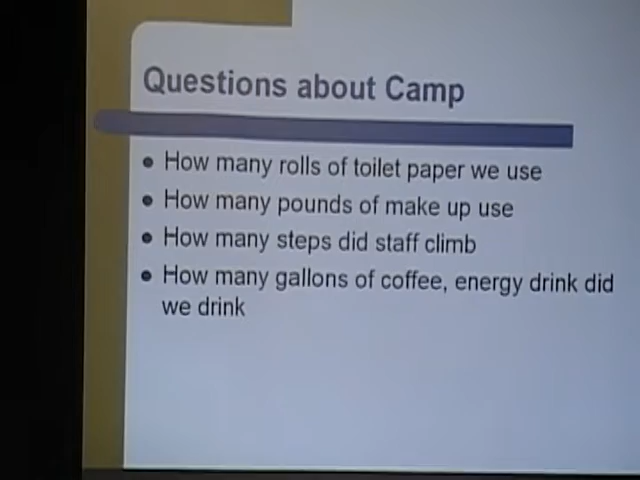 Questions about Camp
How many rolls of toilet paper we use
How many pounds of make up use
How many steps did staff climb
How many gallons of coffee, energy drink did
we drink